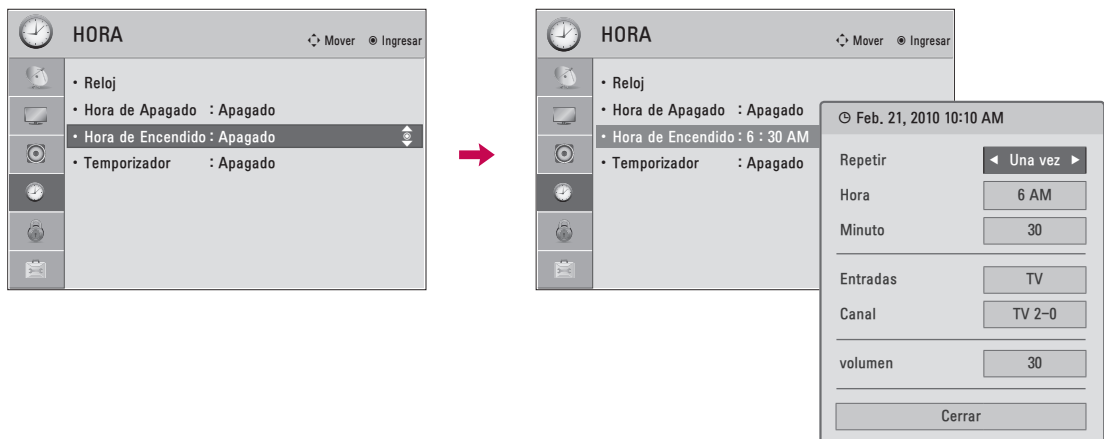 HORA
Mover Ingresar
• Reloj
• Hora de Apagado : Apagado
• Hora de Encendido : Apagado
• Temporizador : Apagado
HORA
Mover Ingresar
• Reloj
• Hora de Apagado : Apagado
• Hora de Encendido : 6 : 30 AM
• Temporizador : Apagado
Feb. 21, 2010 10:10 AM
Repetir ◄ Una vez ►
Hora 6 AM
Minuto 30
Entradas TV
Canal TV 2-0
volumen 30
Cerrar